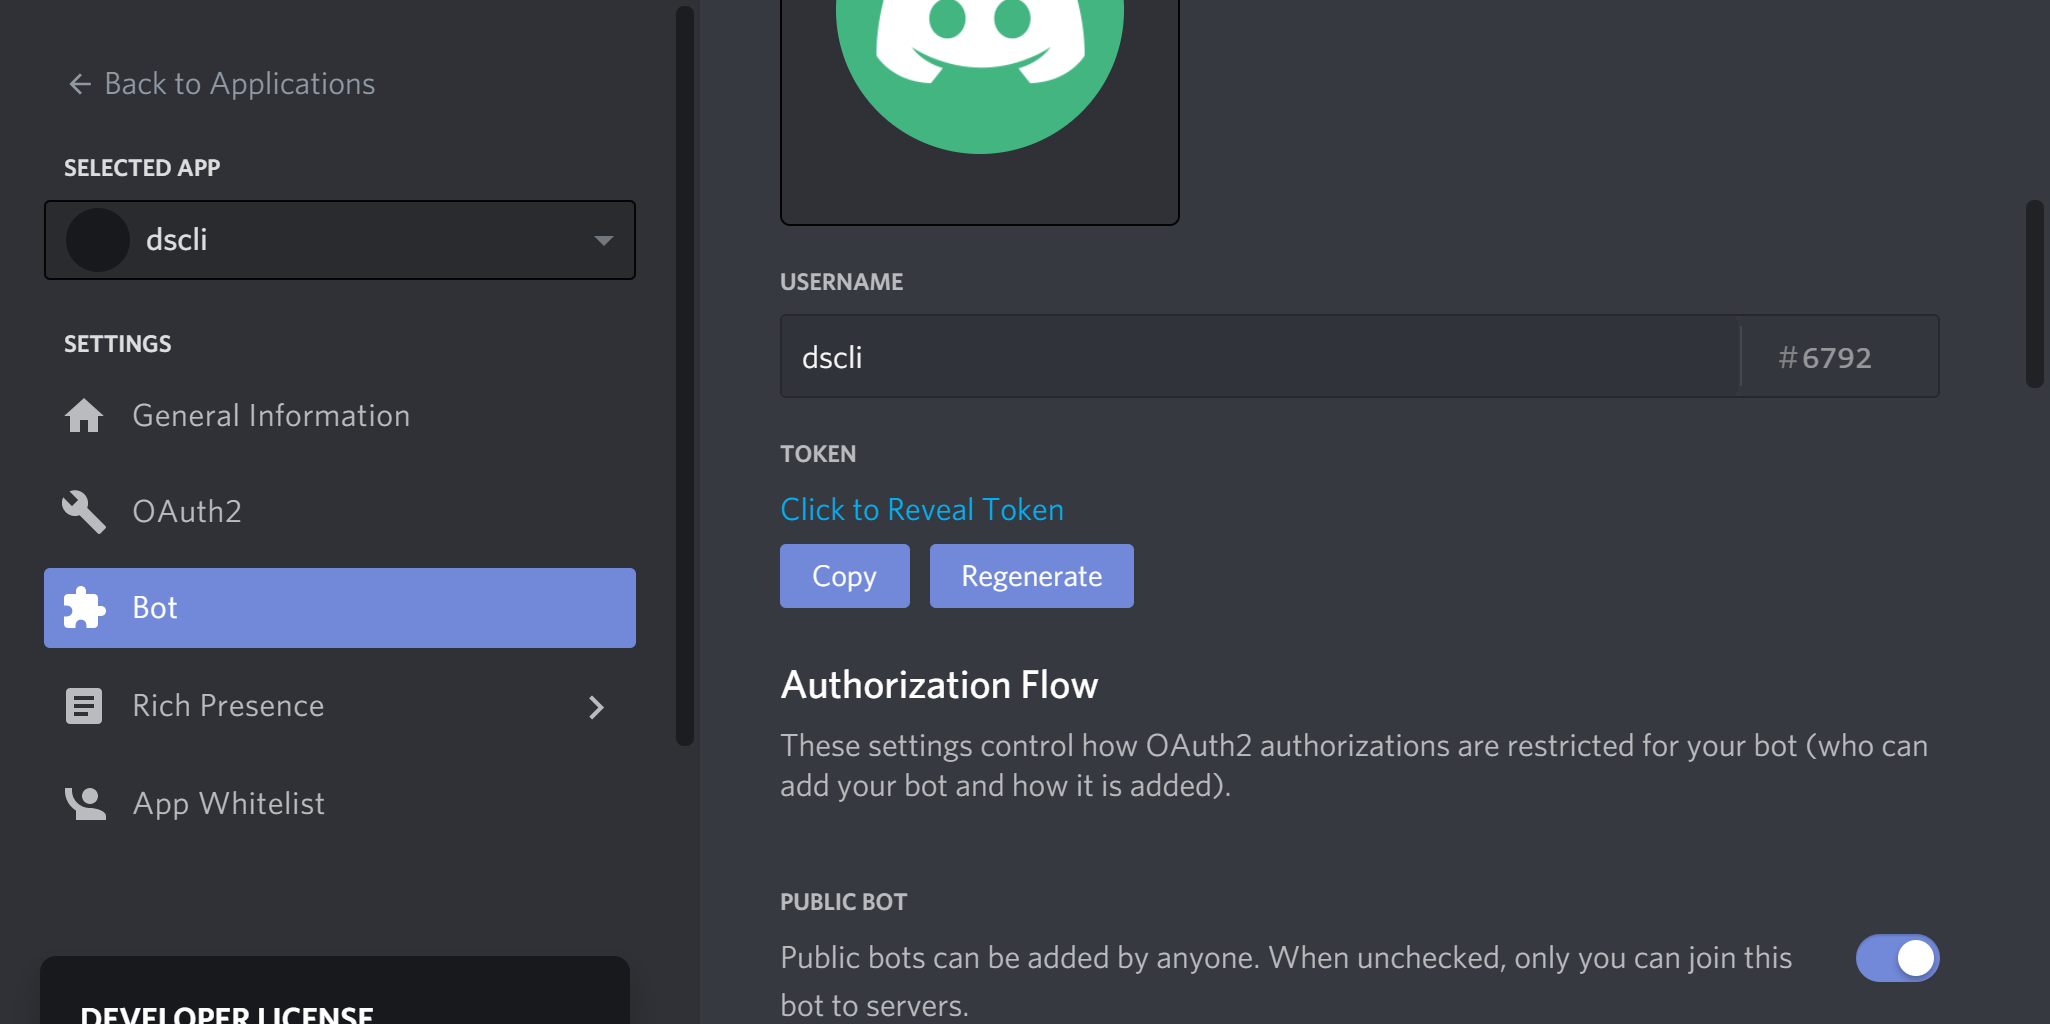 Back to Applications
SELECTED APP
dscli
SETTINGS
General Information
OAuth2
Bot
Rich Presence
App Whitelist
DEVELOPER LICENSE
USERNAME
dscli
#6792
TOKEN
Click to Reveal Token
Copy
Regenerate
Authorization Flow
These settings control how OAuth2 authorizations are restricted for your bot (who can
add your bot and how it is added).
PUBLIC BOT
Public bots can be added by anyone. When unchecked, only you can join this
bot to servers.